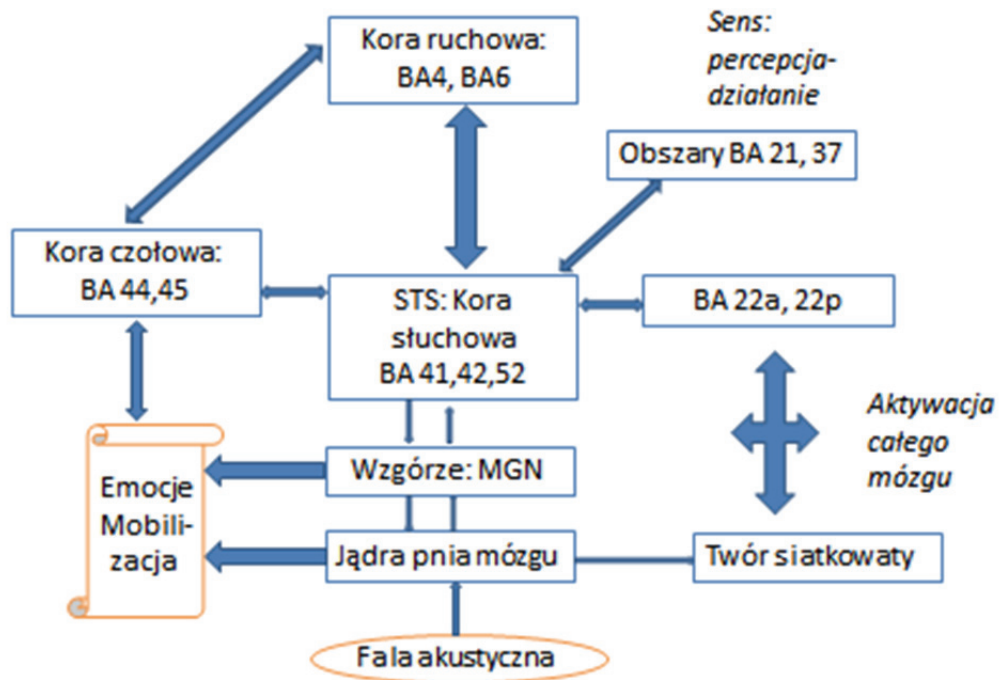 Kora ruchowa:
BA4, BA6
Sens:
percepcja-
działanie
Obszary BA 21, 37
Kora czołowa:
BA 44,45
STS: Kora
słuchowa
BA 41,42,52
BA 22a, 22p
Aktywacja
całego
mózgu
Emocje
Mobili-
zacja
Wzgórze: MGN
Jądra pnia mózgu
Twór siatkowaty
Fala akustyczna